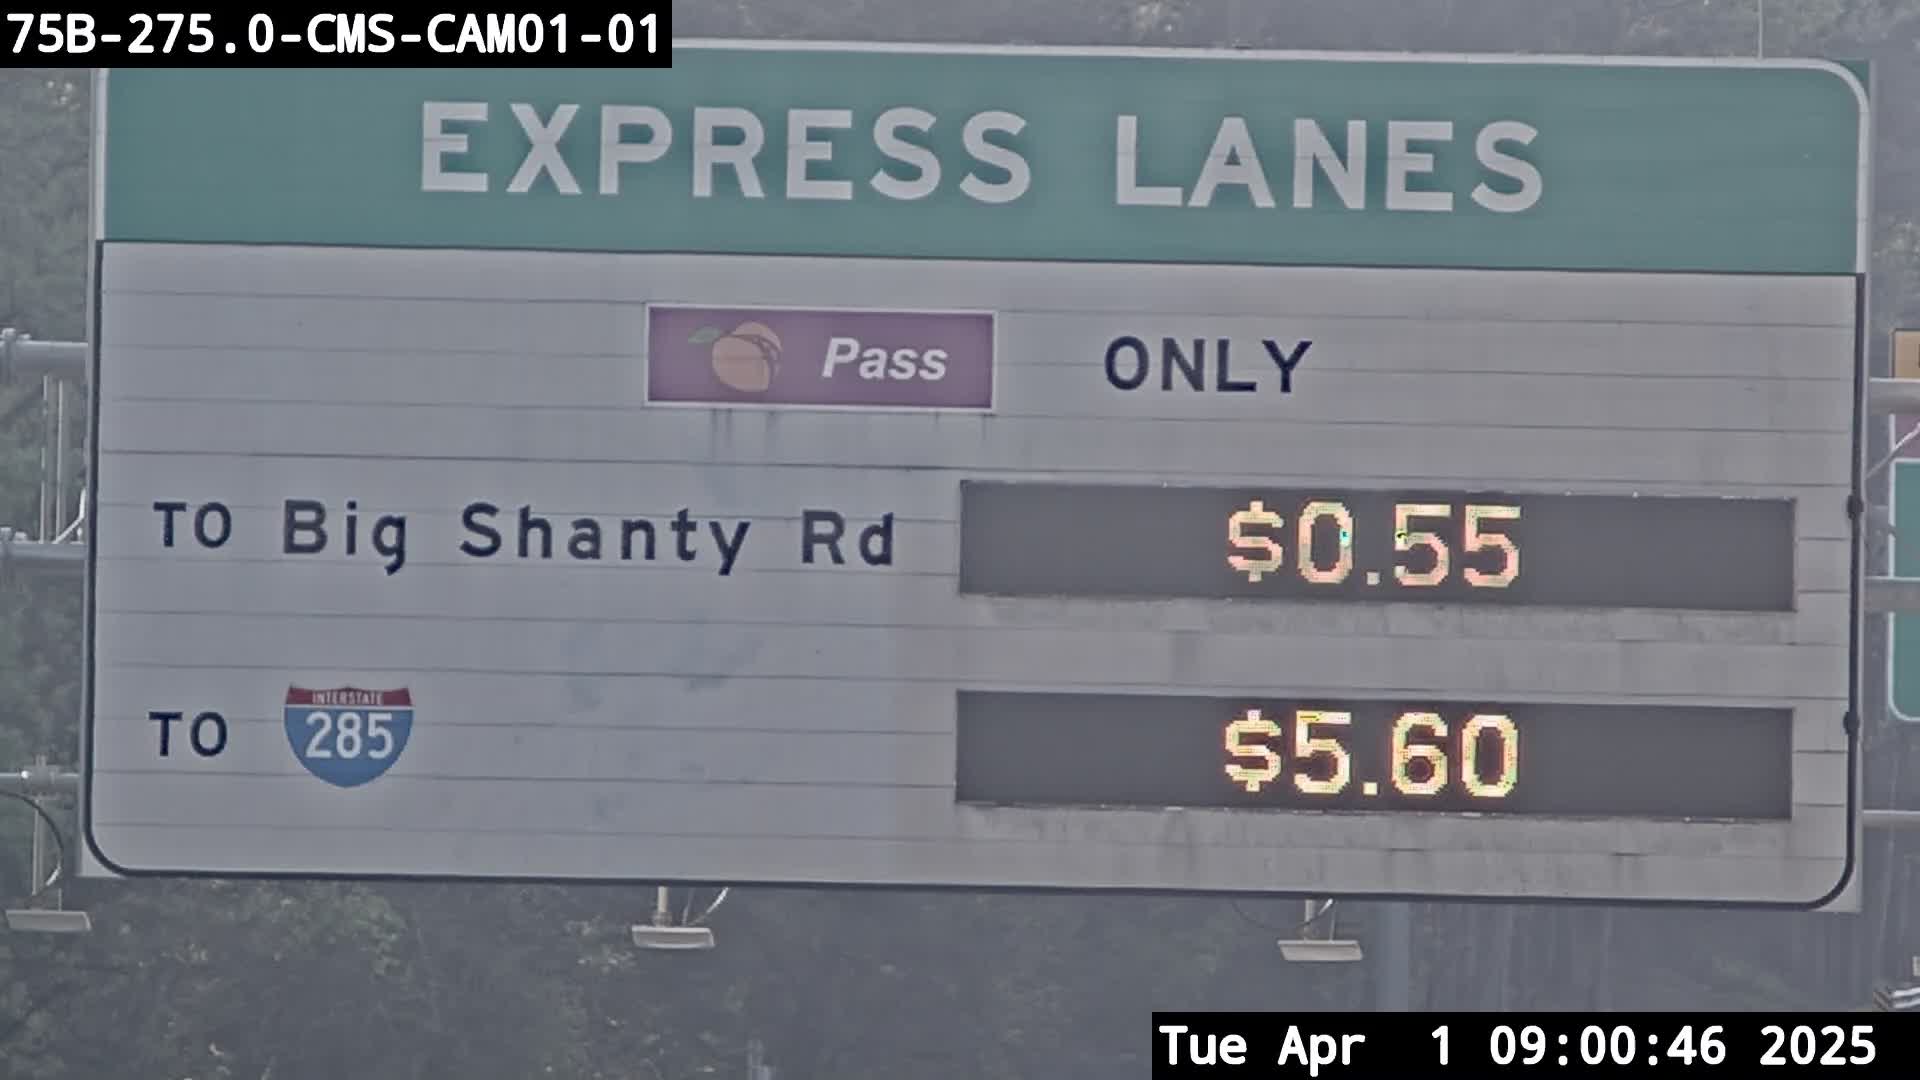 75B-275.0-CMS-CAM01-01
EXPRESS LANES
Pass ONLY
TO Big Shanty Rd $0.55
TO INTERSTATE 285 $5.60
Tue Apr 1 09:00:46 2025